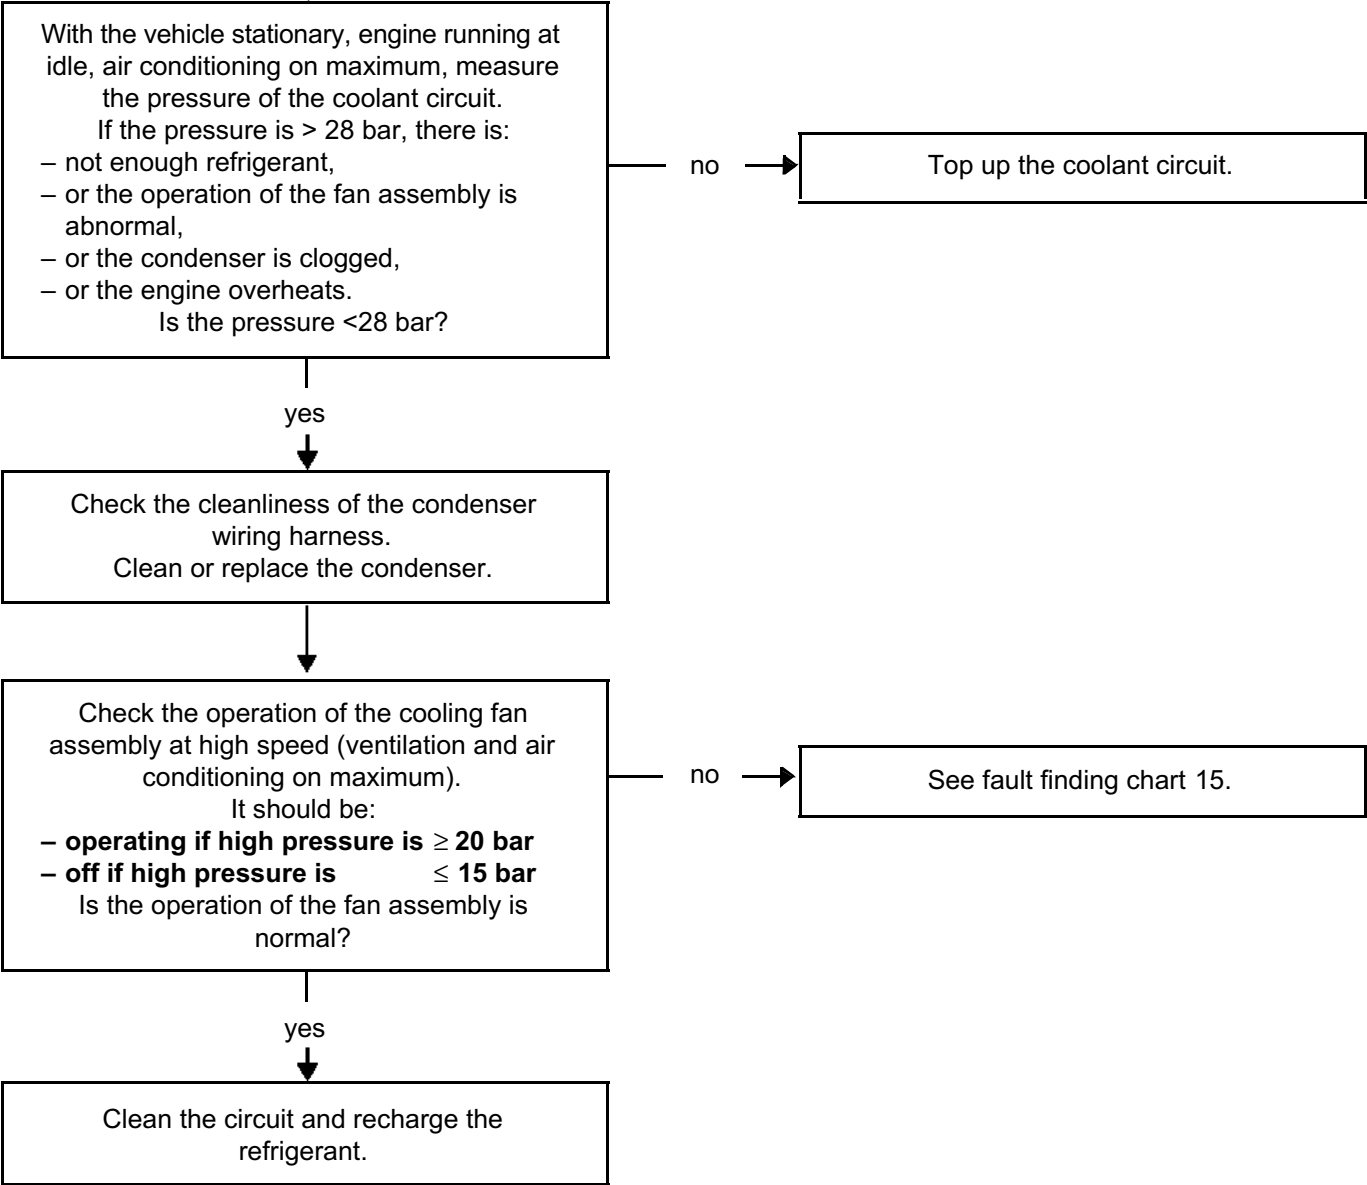 With the vehicle stationary, engine running at
idle, air conditioning on maximum, measure
the pressure of the coolant circuit.
If the pressure is > 28 bar, there is:
– not enough refrigerant,
– or the operation of the fan assembly is
abnormal,
– or the condenser is clogged,
– or the engine overheats.
Is the pressure <28 bar?
no
Top up the coolant circuit.
yes
Check the cleanliness of the condenser
wiring harness.
Clean or replace the condenser.
Check the operation of the cooling fan
assembly at high speed (ventilation and air
conditioning on maximum).
It should be:
– operating if high pressure is ≥ 20 bar
– off if high pressure is ≤ 15 bar
Is the operation of the fan assembly is
normal?
no
See fault finding chart 15.
yes
Clean the circuit and recharge the
refrigerant.